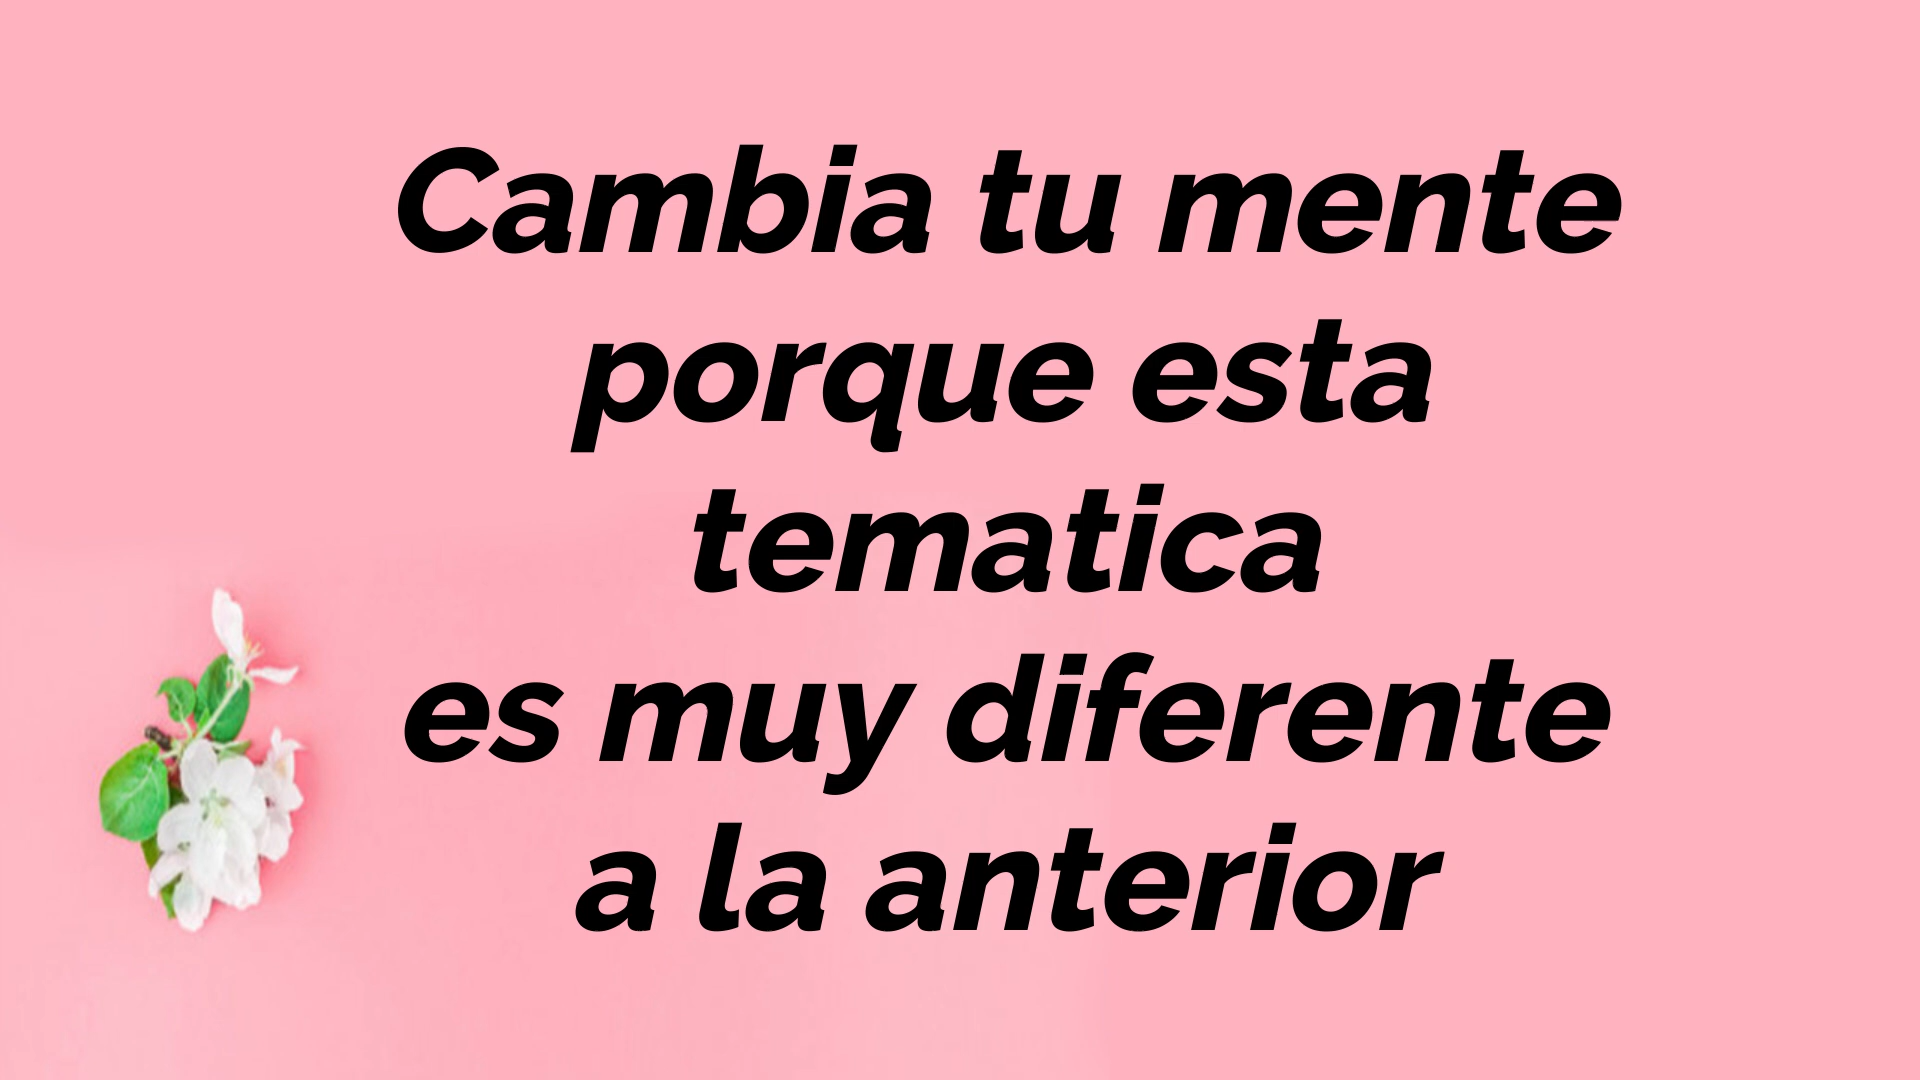 Cambia tu mente
porque esta
tematica
es muy diferente
a la anterior